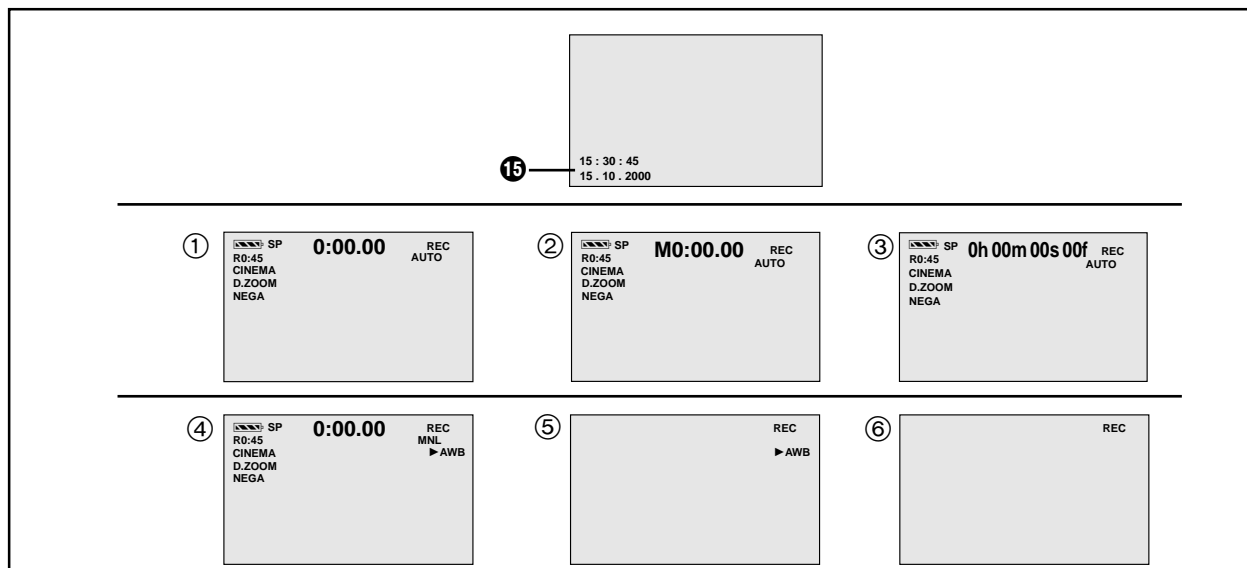 15 : 30 : 45
⓯
15 . 10 . 2000
① SP 0:00.00 REC
R0:45 AUTO
CINEMA
D.ZOOM
NEGA
② SP M0:00.00 REC
R0:45 AUTO
CINEMA
D.ZOOM
NEGA
③ SP 0h 00m 00s 00f REC
R0:45 AUTO
CINEMA
D.ZOOM
NEGA
④ SP 0:00.00 REC
R0:45 MNL
CINEMA ►AWB
D.ZOOM
NEGA
⑤ REC
►AWB
⑥ REC